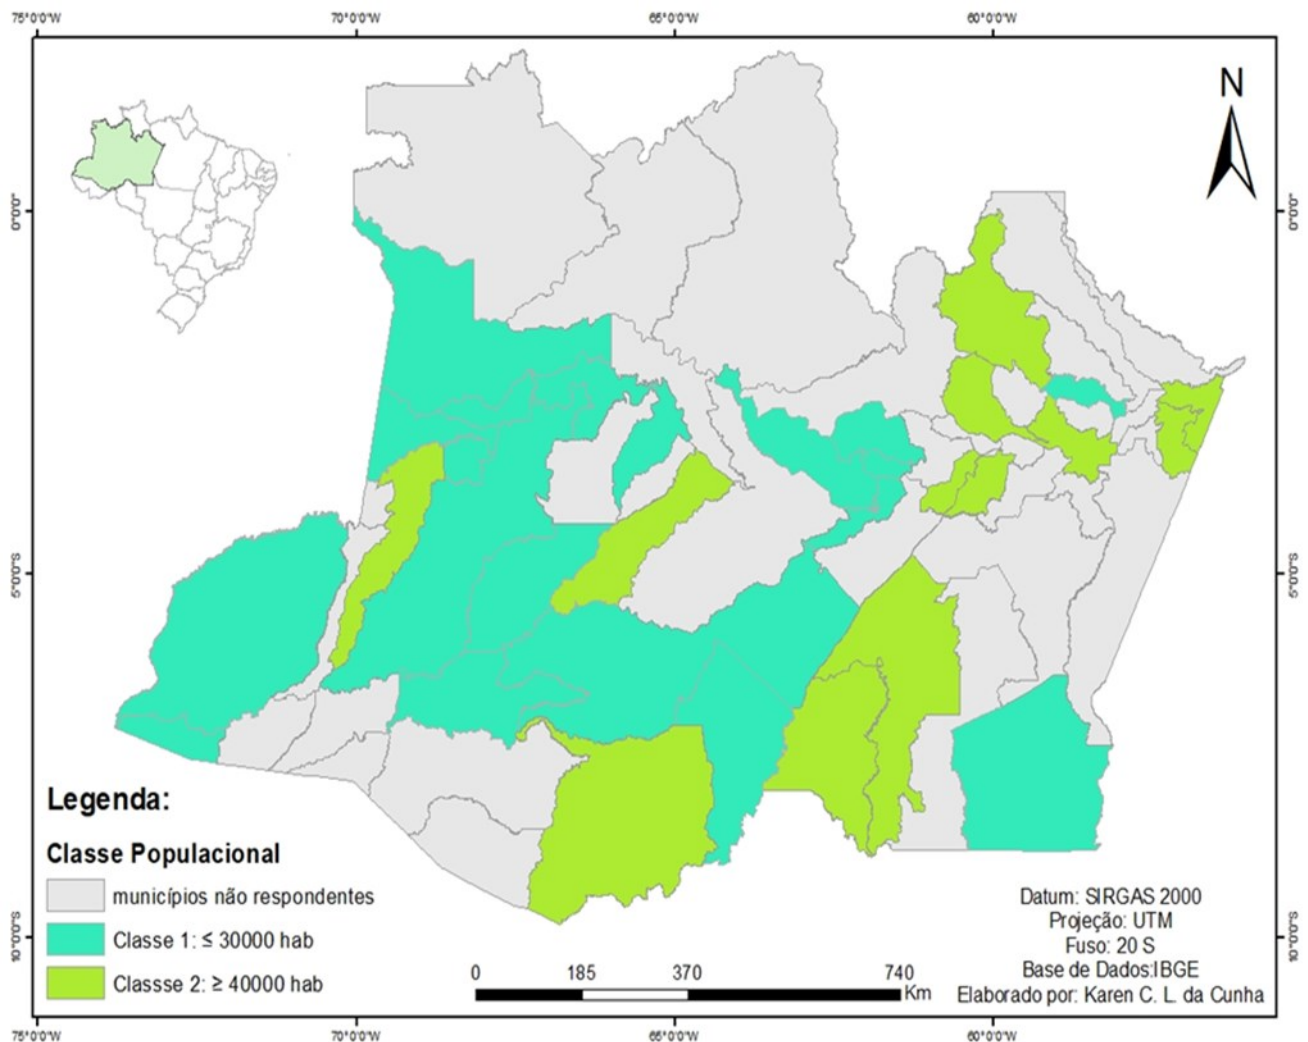 75°0'0"W 70°0'0"W 65°0'0"W 60°0'0"W
N
0°0'0" 0°0'0"
5°0'0"S 5°0'0"S
10°0'0"S 10°0'0"S
Legenda:
Classe Populacional
municípios não respondentes
Classe 1: ≤ 30000 hab
Classse 2: ≥ 40000 hab
0 185 370 740
Km
Datum: SIRGAS 2000
Projeção: UTM
Fuso: 20 S
Base de Dados:IBGE
Elaborado por: Karen C. L. da Cunha
75°0'0"W 70°0'0"W 65°0'0"W 60°0'0"W